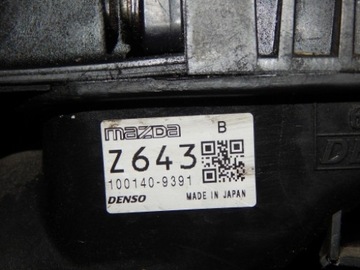 mazda B
Z643
100140-9391
DENSO MADE IN JAPAN